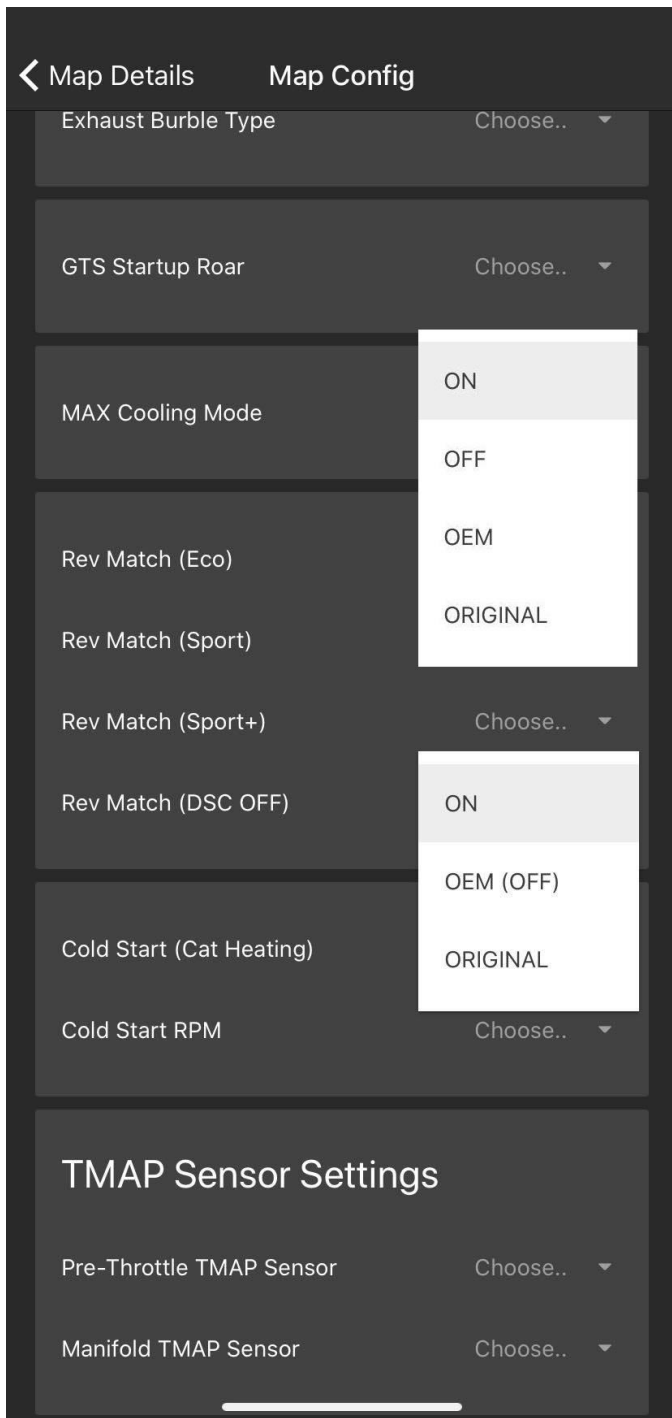 Map Details Map Config
Exhaust Burble Type Choose..
GTS Startup Roar Choose..
ON
MAX Cooling Mode
OFF
OEM
Rev Match (Eco)
ORIGINAL
Rev Match (Sport)
Rev Match (Sport+) Choose..
Rev Match (DSC OFF) ON
OEM (OFF)
Cold Start (Cat Heating) ORIGINAL
Cold Start RPM Choose..
TMAP Sensor Settings
Pre-Throttle TMAP Sensor Choose..
Manifold TMAP Sensor Choose..